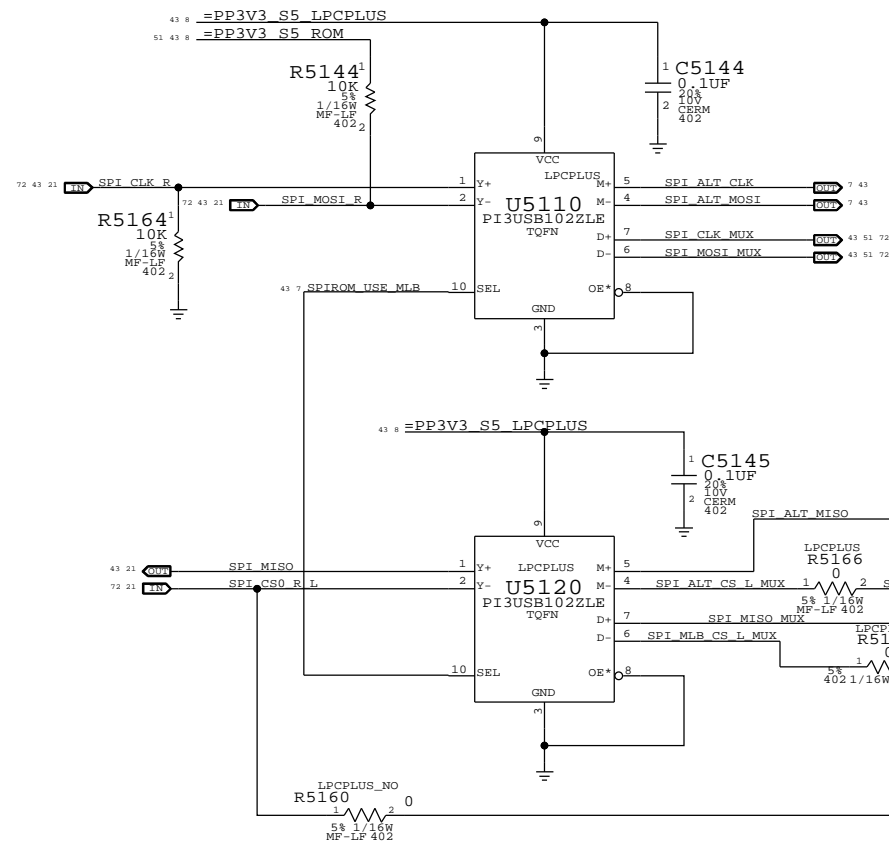 43 8 =PP3V3_S5_LPCPLUS
51 43 8 =PP3V3_S5_ROM
R5144
10K
5%
1/16W
MF-LF
402
1
2
C5144
0.1UF
20%
10V
CERM
402
1
2
9
VCC
LPCPLUS
72 43 21 IN SPI_CLK_R 1 Y+ M+ 5 SPI_ALT_CLK OUT 7 43
72 43 21 IN SPI_MOSI_R 2 Y- M- 4 SPI_ALT_MOSI OUT 7 43
U5110
PI3USB102ZLE
TQFN
D+ 7 SPI_CLK_MUX OUT 43 51 72
D- 6 SPI_MOSI_MUX OUT 43 51 72
R5164
10K
5%
1/16W
MF-LF
402
1
2
43 7 SPIROM_USE_MLB 10 SEL OE* 8
GND
3
43 8 =PP3V3_S5_LPCPLUS
C5145
0.1UF
20%
10V
CERM
402
1
2
9
VCC
SPI_ALT_MISO
43 21 OUT SPI_MISO 1 Y+ LPCPLUS M+ 5
72 21 IN SPI_CS0_R_L 2 Y- M- 4 SPI_ALT_CS_L_MUX
U5120
PI3USB102ZLE
TQFN
LPCPLUS
R5166
0
1 2 S
5% 1/16W
MF-LF 402
D+ 7 SPI_MISO_MUX
D- 6 SPI_MLB_CS_L_MUX
LPCP
R51
0
1
5%
402 1/16W
10 SEL OE* 8
GND
3
LPCPLUS_NO
R5160 0
1 2
5% 1/16W
MF-LF 402